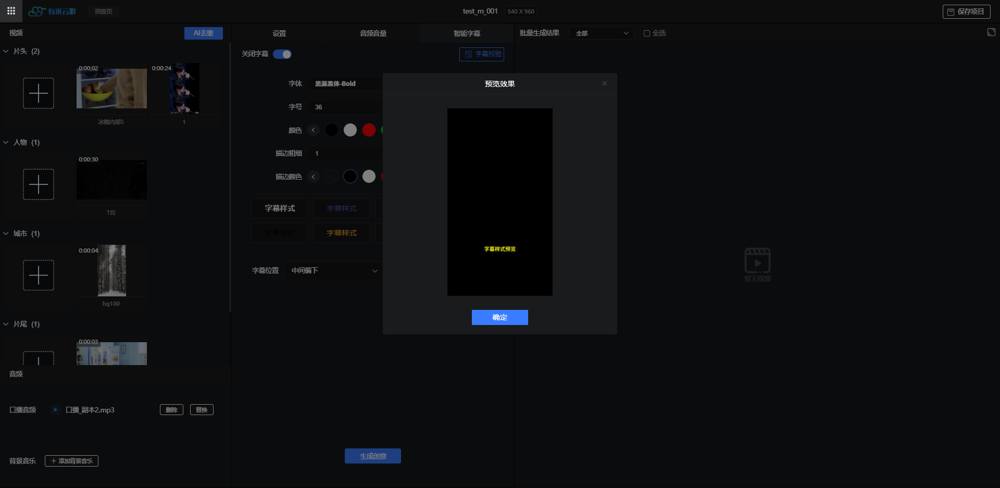 有米云影
回首页
test_m_001
540 X 960
保存项目
视频
AI去重
片头 (2)
0:00:02
冰箱内部5
0:00:24
1
人物 (1)
0:00:30
T台
城市 (1)
0:00:04
bg100
片尾 (1)
0:00:03
音频
口播音频
口播_副本2.mp3
删除
替换
背景音乐
添加背景音乐
设置
音频音量
智能字幕
关闭字幕
字幕校验
字体
思源黑体-Bold
字号
36
颜色
描边粗细
1
描边颜色
字幕样式
字幕样式
字幕样式
字幕样式
字幕位置
中间偏下
生成创意
批量生成结果
全部
全选
暂无视频
预览效果
字幕样式预览
确定